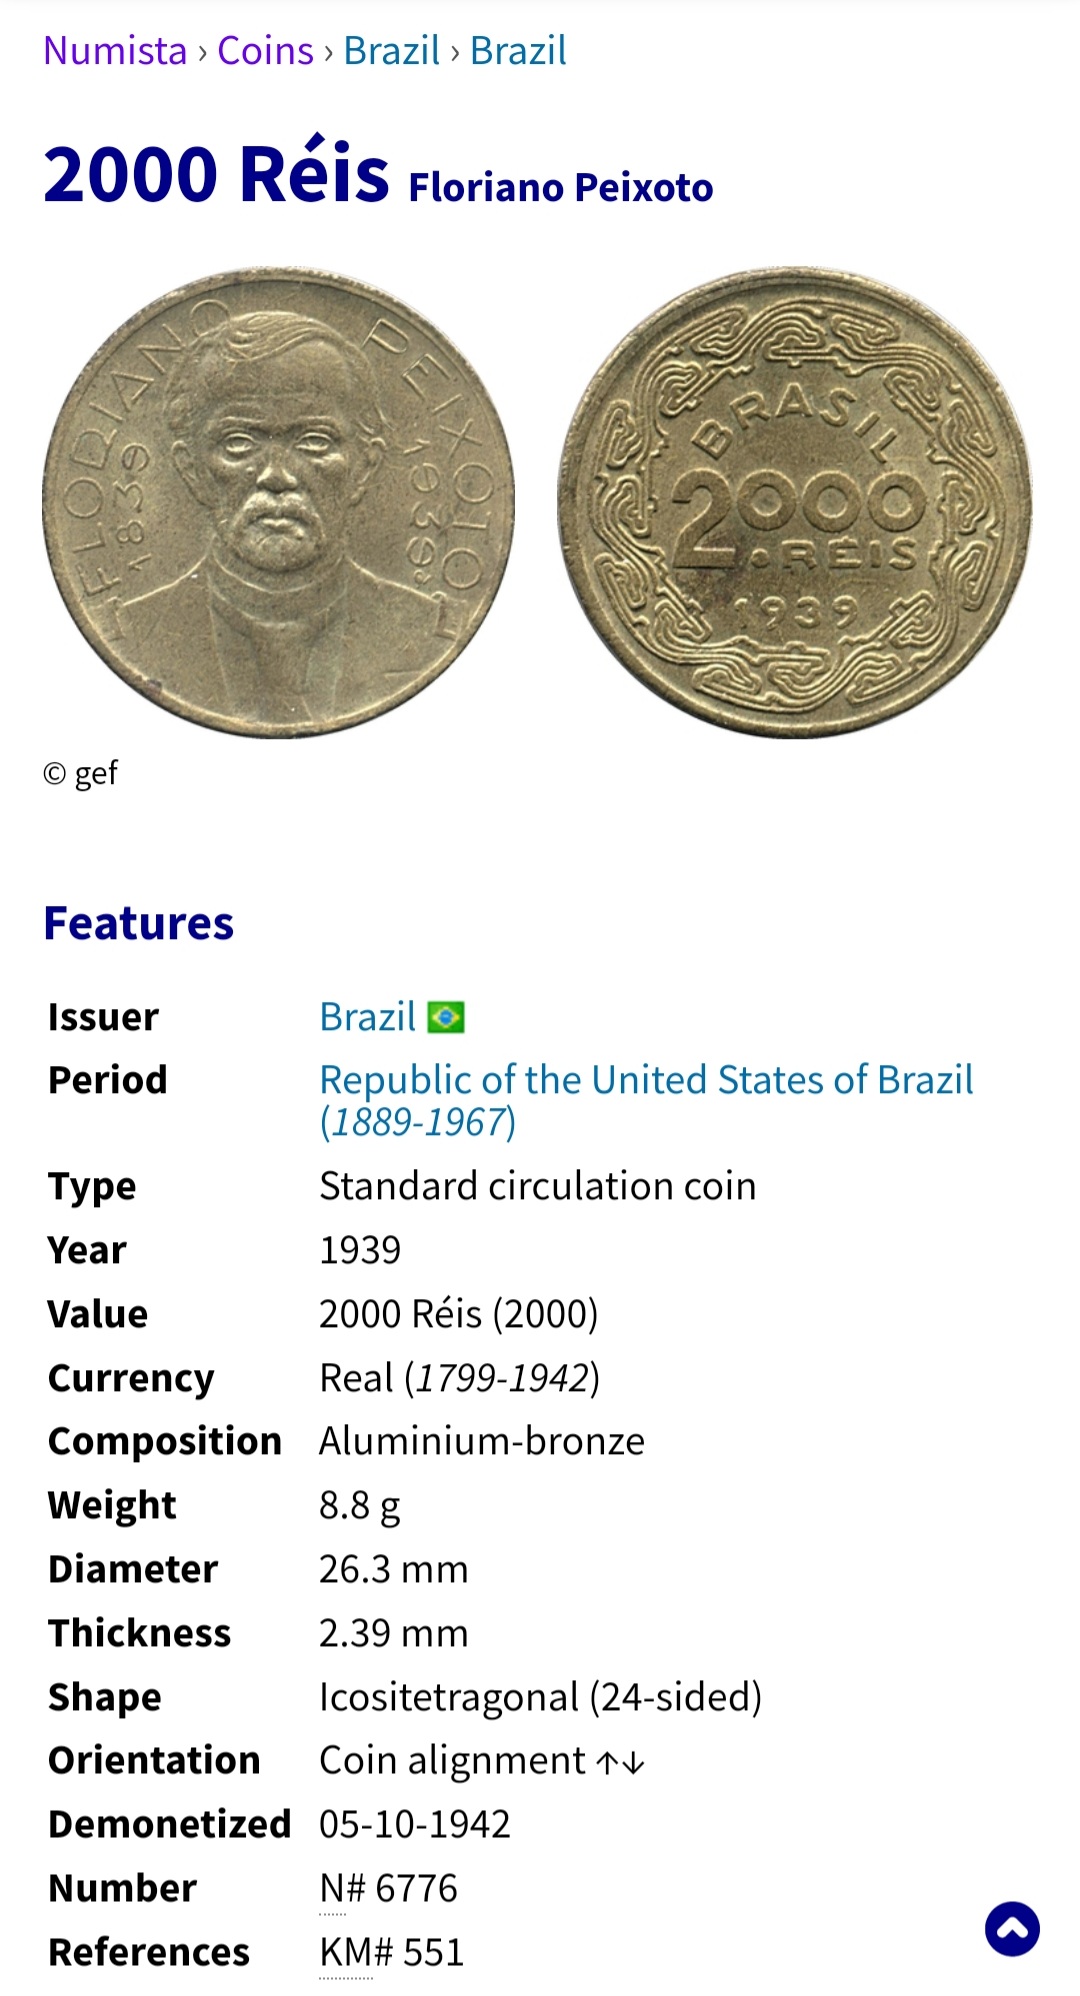 Numista › Coins › Brazil › Brazil
2000 Réis Floriano Peixoto
FLORIANO PEIXOTO
1839 1939
BRASIL
2000
RÉIS
1939
© gef
Features
Issuer Brazil
Period Republic of the United States of Brazil
(1889-1967)
Type Standard circulation coin
Year 1939
Value 2000 Réis (2000)
Currency Real (1799-1942)
Composition Aluminium-bronze
Weight 8.8 g
Diameter 26.3 mm
Thickness 2.39 mm
Shape Icositetragonal (24-sided)
Orientation Coin alignment ↑↓
Demonetized 05-10-1942
Number N# 6776
References KM# 551